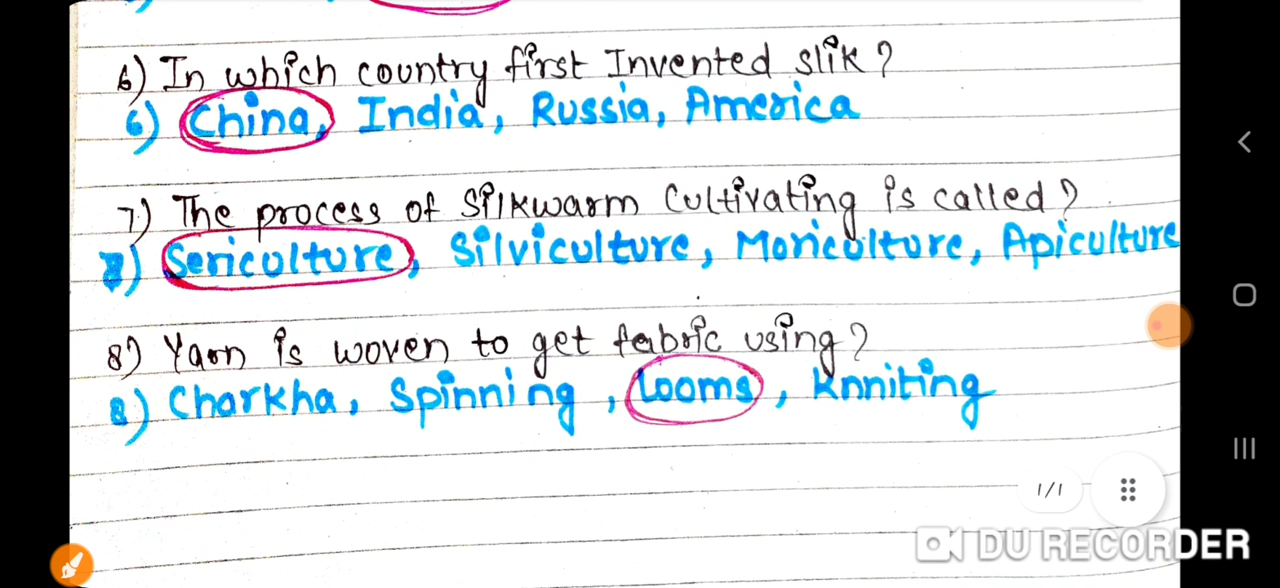 6) In which country first Invented slik?
6) China, India, Russia, America
7) The process of Silkwarm Cultivating is called?
7) Sericulture, Silviculture, Moriculture, Apiculture
8) Yarn is woven to get fabric using?
8) Charkha, Spinning, Looms, Knniting
1/1
DU RECORDER